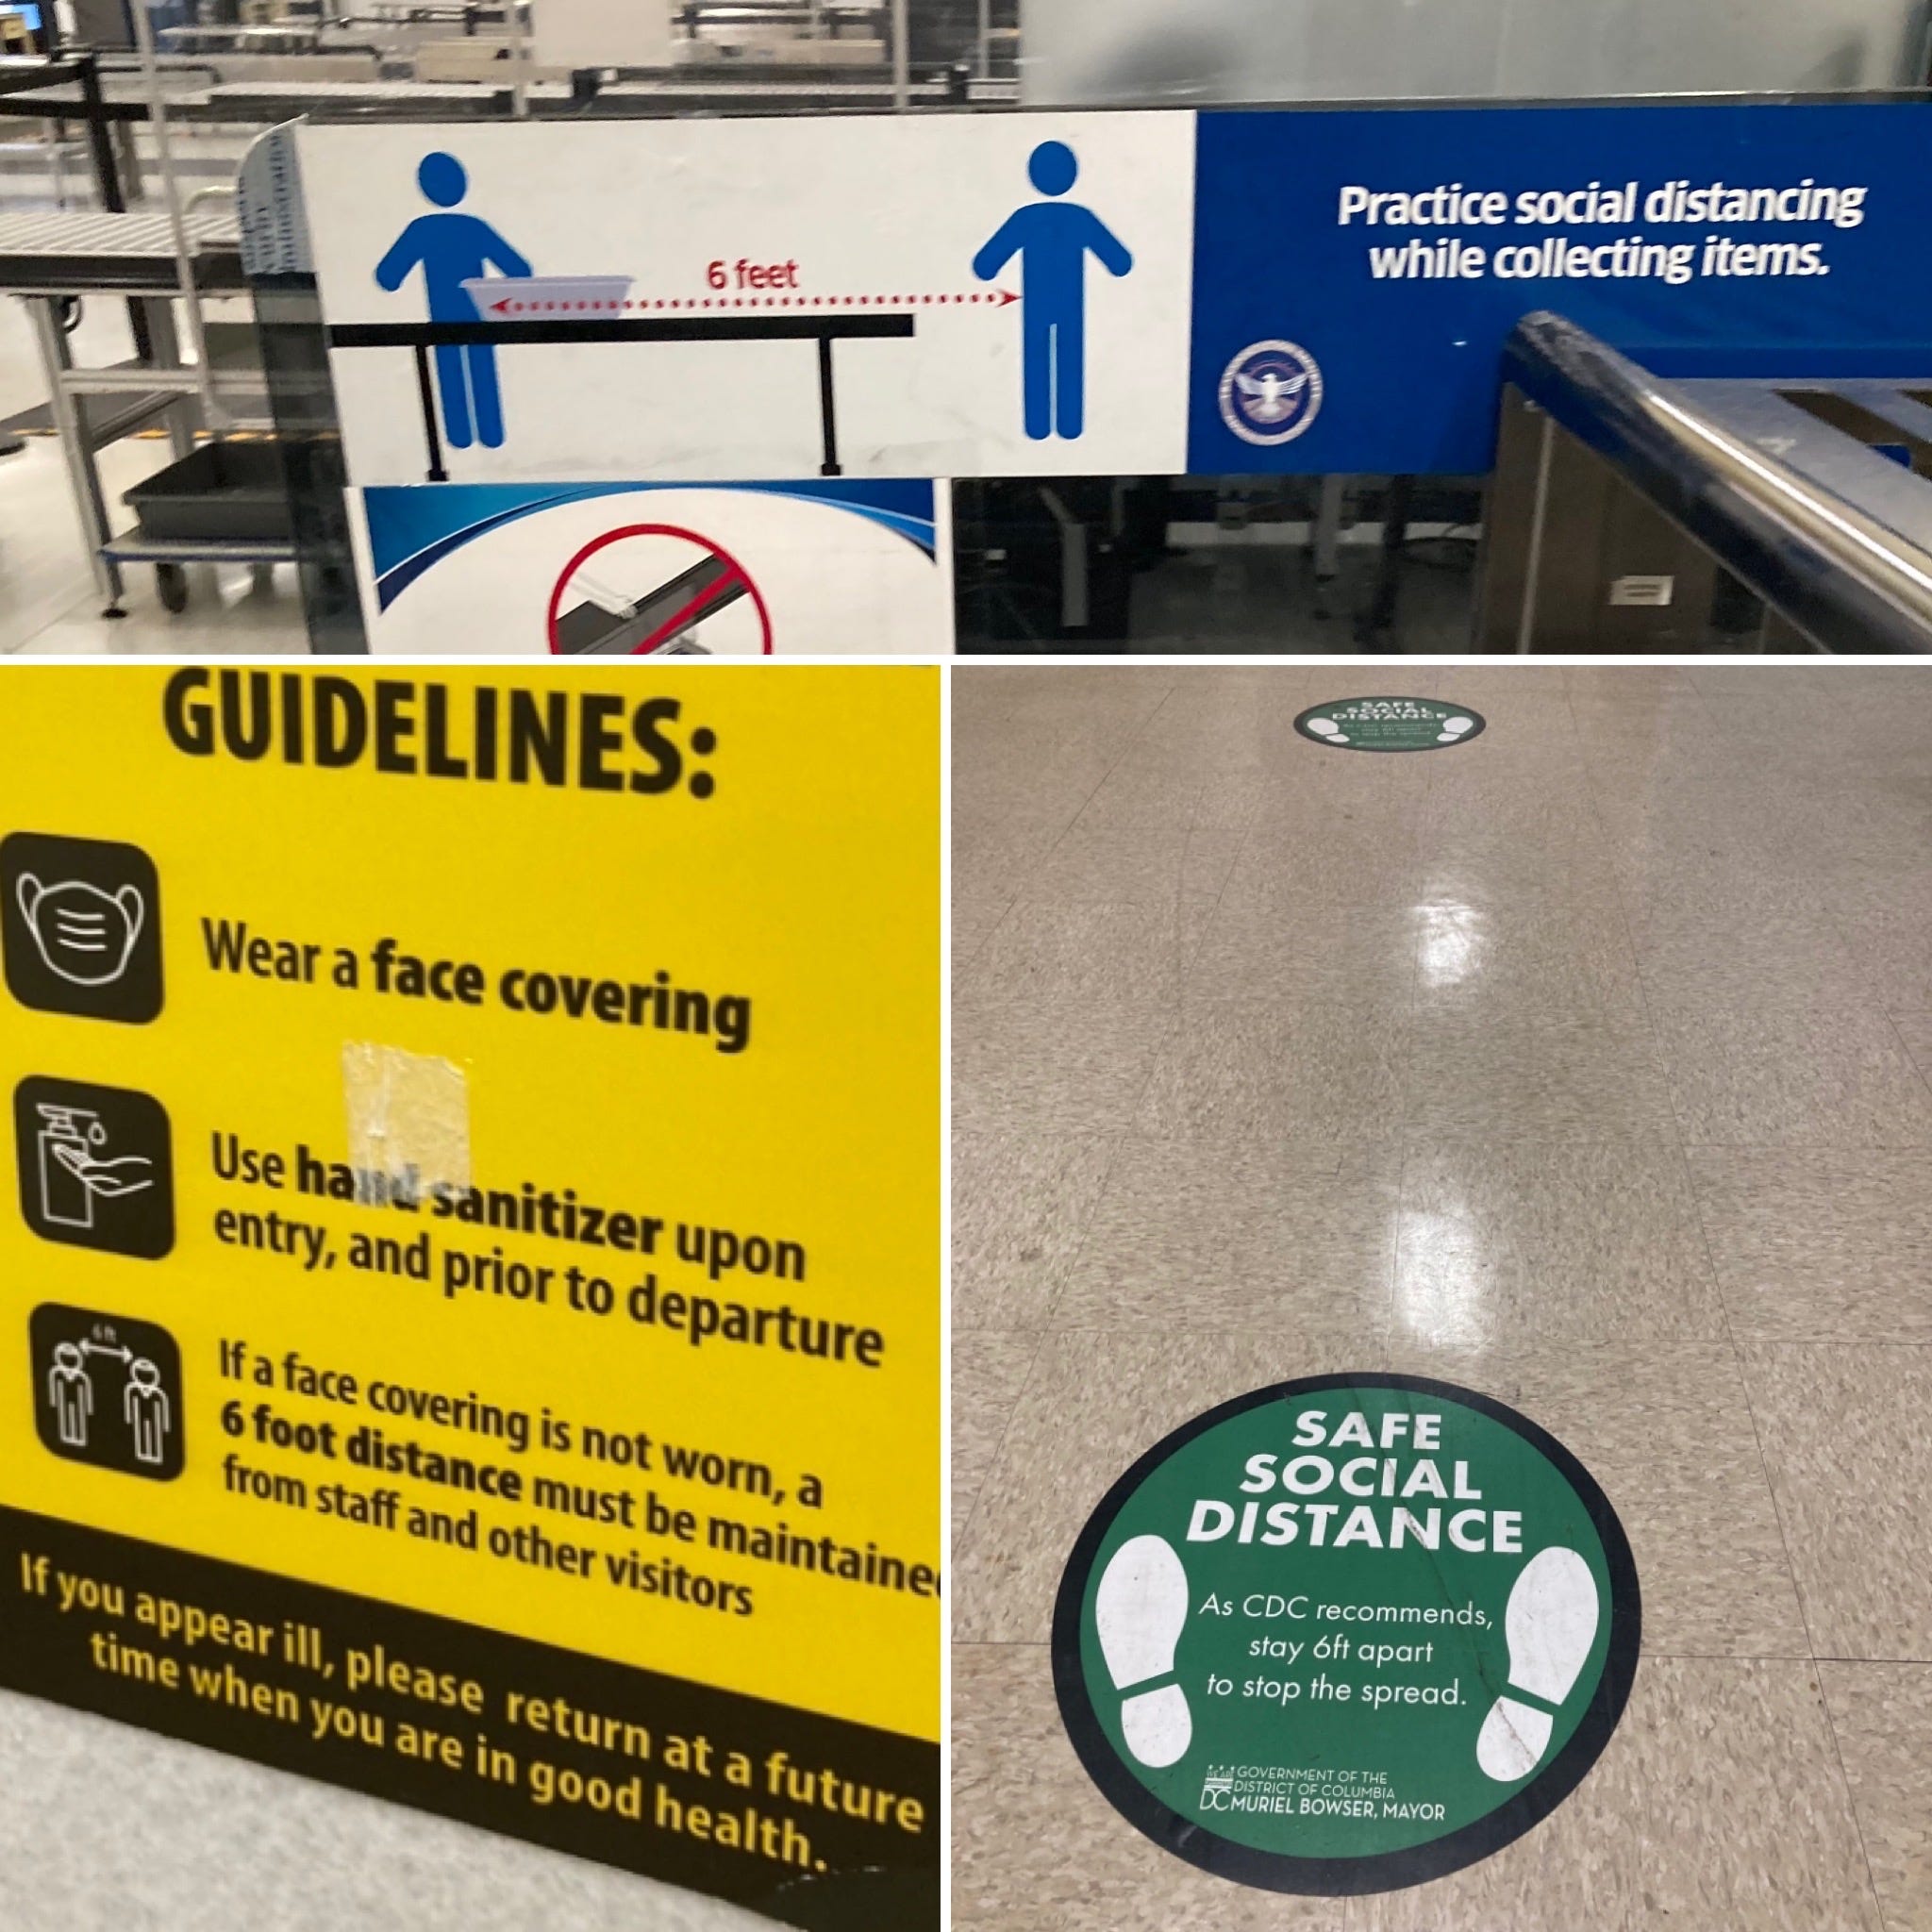 6 feet
Practice social distancing
while collecting items.
GUIDELINES:
Wear a face covering
Use hand sanitizer upon
entry, and prior to departure
6 ft
If a face covering is not worn, a
6 foot distance must be maintained
from staff and other visitors
If you appear ill, please return at a future
time when you are in good health.
SAFE
SOCIAL
DISTANCE
SAFE
SOCIAL
DISTANCE
As CDC recommends,
stay 6ft apart
to stop the spread.
WE ARE
DC
GOVERNMENT OF THE
DISTRICT OF COLUMBIA
MURIEL BOWSER, MAYOR